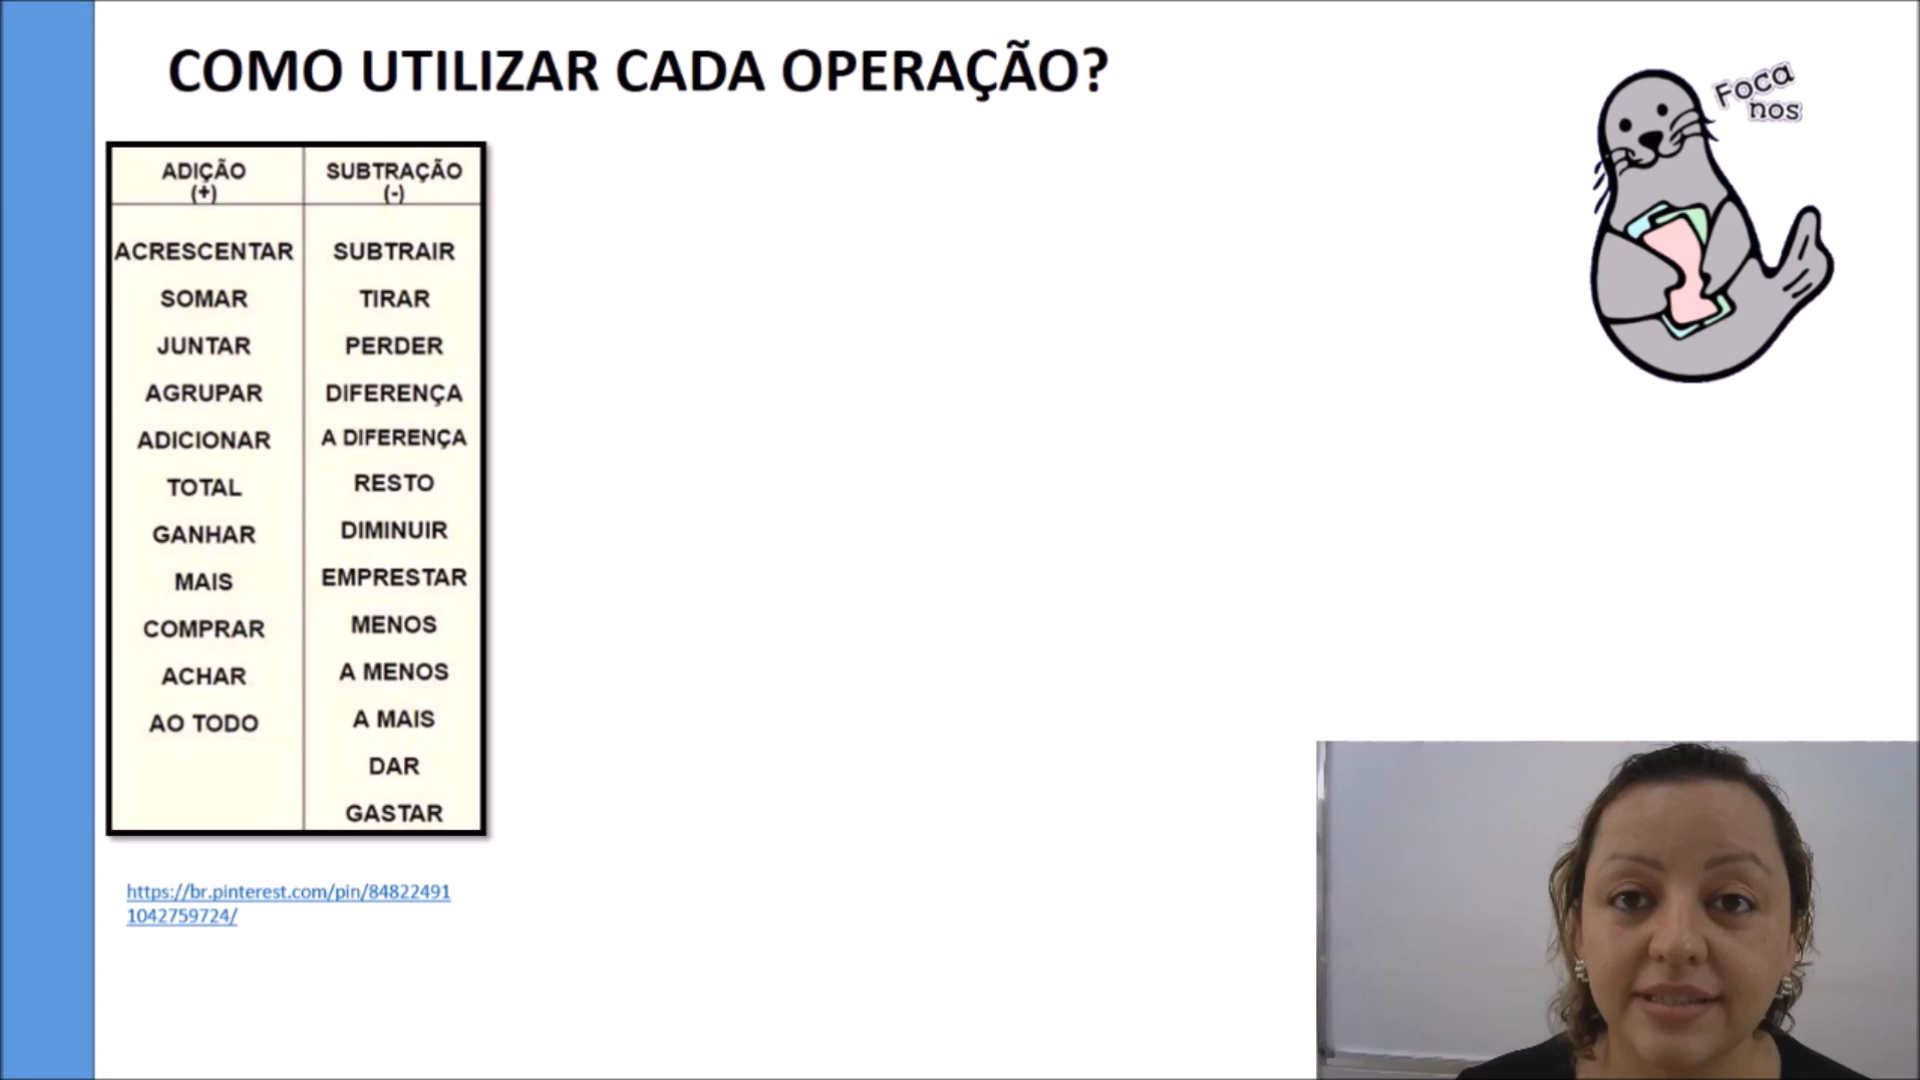 COMO UTILIZAR CADA OPERAÇÃO?
Foca
nos
ADIÇÃO
(+)
ACRESCENTAR
SOMAR
JUNTAR
AGRUPAR
ADICIONAR
TOTAL
GANHAR
MAIS
COMPRAR
ACHAR
AO TODO
SUBTRAÇÃO
(-)
SUBTRAIR
TIRAR
PERDER
DIFERENÇA
A DIFERENÇA
RESTO
DIMINUIR
EMPRESTAR
MENOS
A MENOS
A MAIS
DAR
GASTAR
https://br.pinterest.com/pin/84822491
1042759724/